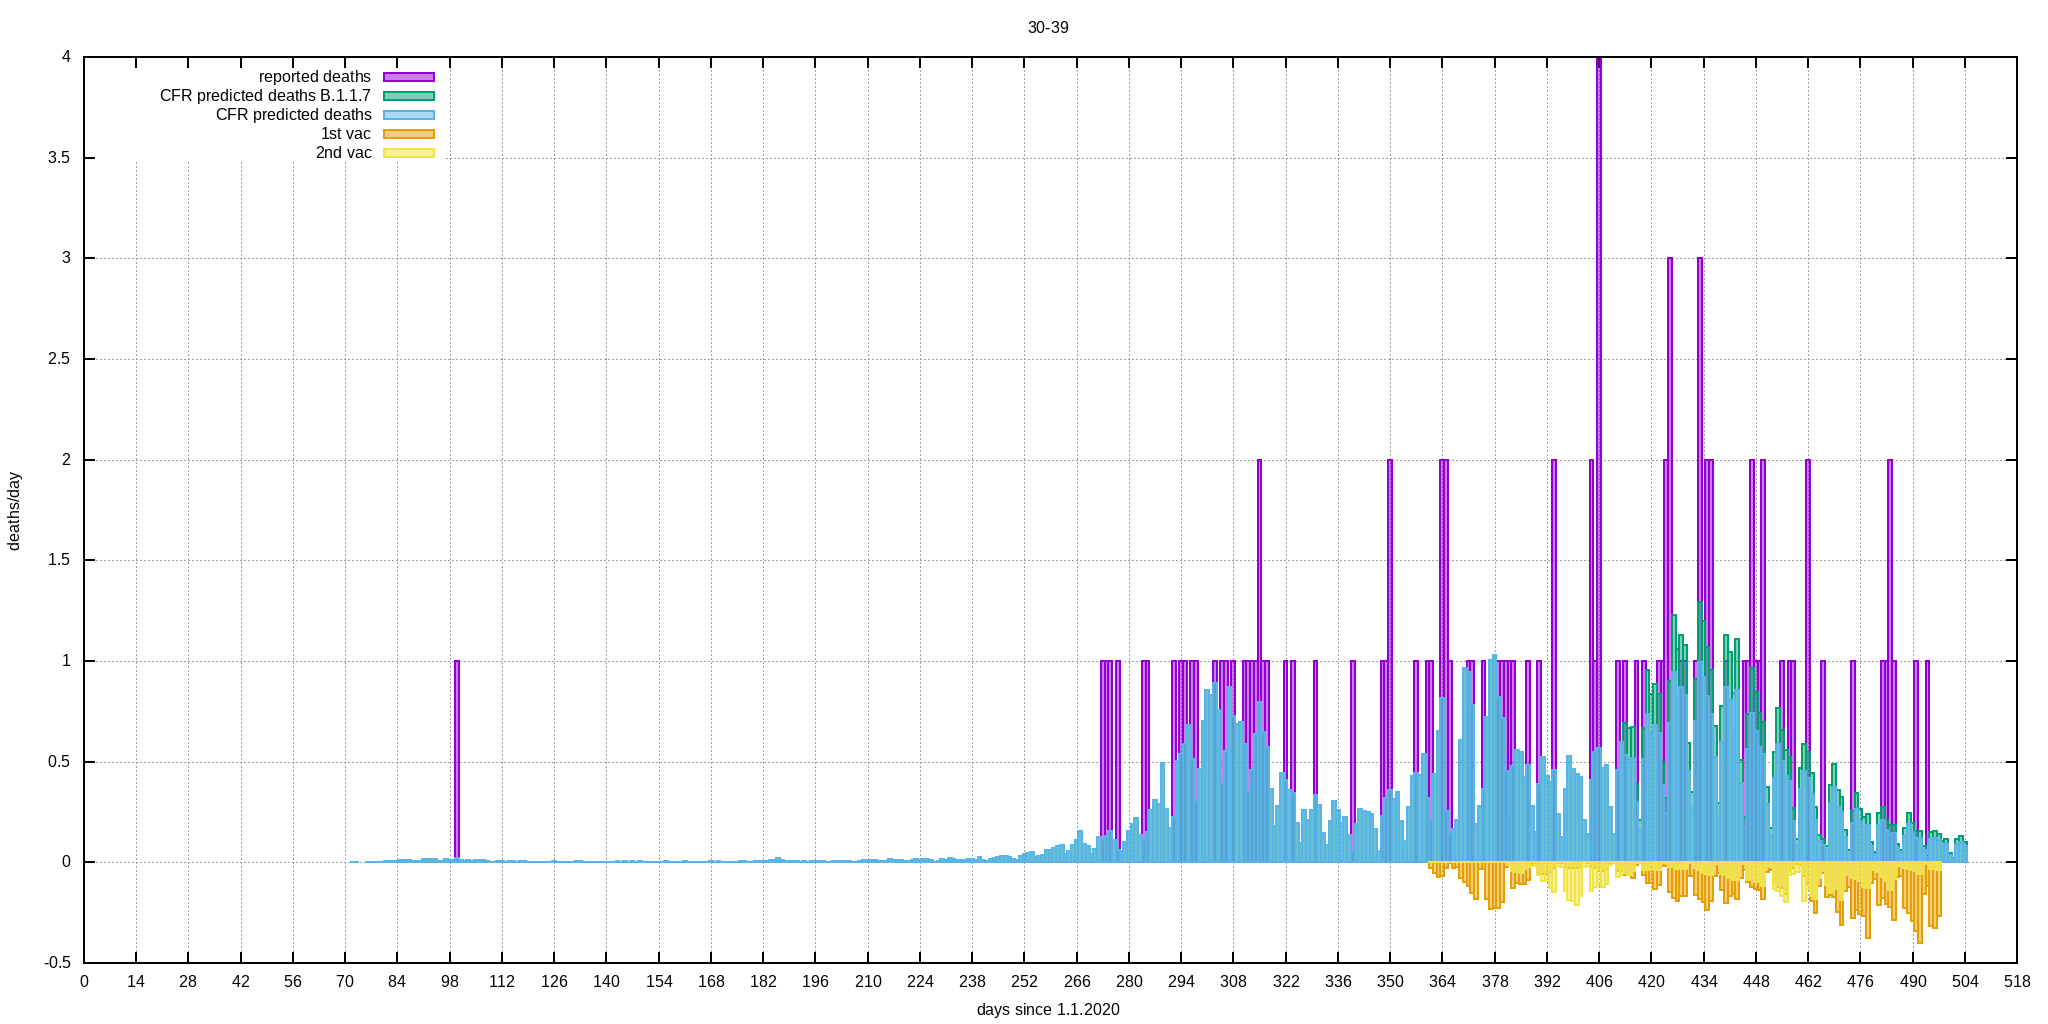 30-39
4
reported deaths
CFR predicted deaths B.1.1.7
CFR predicted deaths
1st vac
2nd vac
3.5
3
2.5
2
deaths/day
1.5
1
0.5
0
-0.5
0 14 28 42 56 70 84 98 112 126 140 154 168 182 196 210 224 238 252 266 280 294 308 322 336 350 364 378 392 406 420 434 448 462 476 490 504 518
days since 1.1.2020